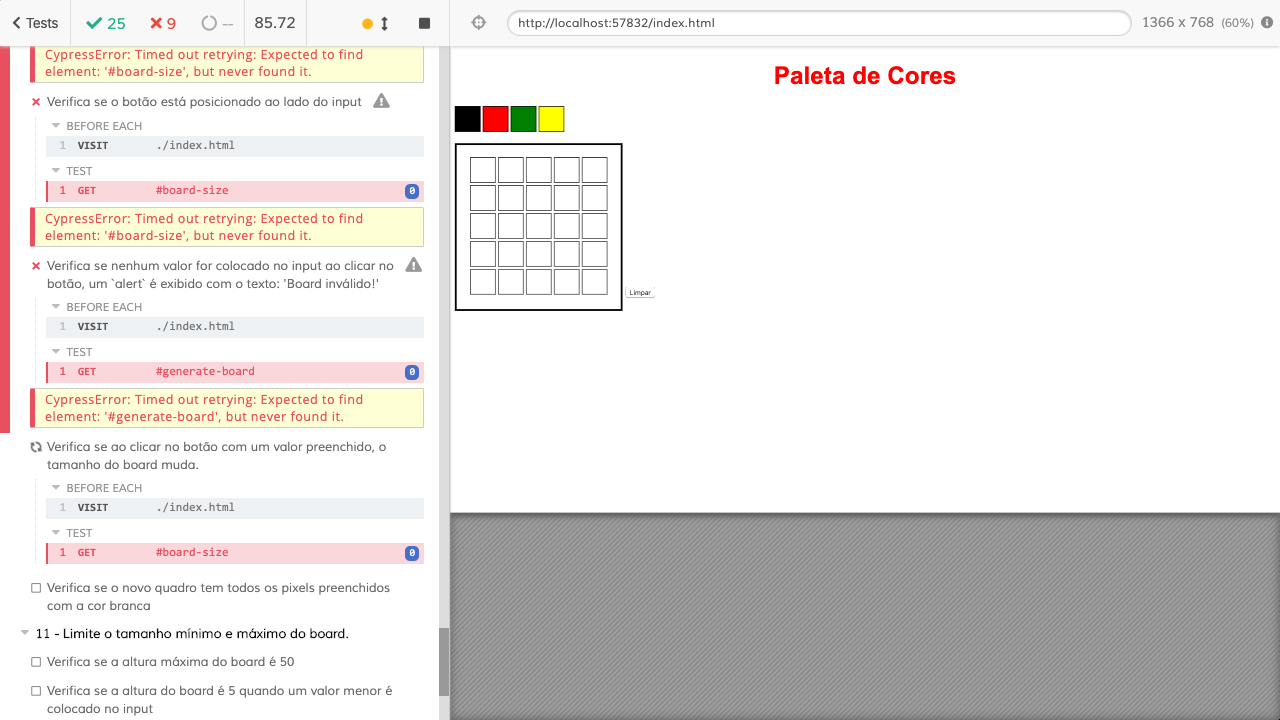 Tests 25 9 -- 85.72 http://localhost:57832/index.html 1366 x 768 (60%)
CypressError: Timed out retrying: Expected to find
element: '#board-size', but never found it.
Verifica se o botão está posicionado ao lado do input
BEFORE EACH
1 VISIT ./index.html
TEST
1 GET #board-size 0
CypressError: Timed out retrying: Expected to find
element: '#board-size', but never found it.
Verifica se nenhum valor for colocado no input ao clicar no
botão, um `alert` é exibido com o texto: 'Board inválido!'
BEFORE EACH
1 VISIT ./index.html
TEST
1 GET #generate-board 0
CypressError: Timed out retrying: Expected to find
element: '#generate-board', but never found it.
Verifica se ao clicar no botão com um valor preenchido, o
tamanho do board muda.
BEFORE EACH
1 VISIT ./index.html
TEST
1 GET #board-size 0
Verifica se o novo quadro tem todos os pixels preenchidos
com a cor branca
11 - Limite o tamanho mínimo e máximo do board.
Verifica se a altura máxima do board é 50
Verifica se a altura do board é 5 quando um valor menor é
colocado no input
Paleta de Cores
Limpar